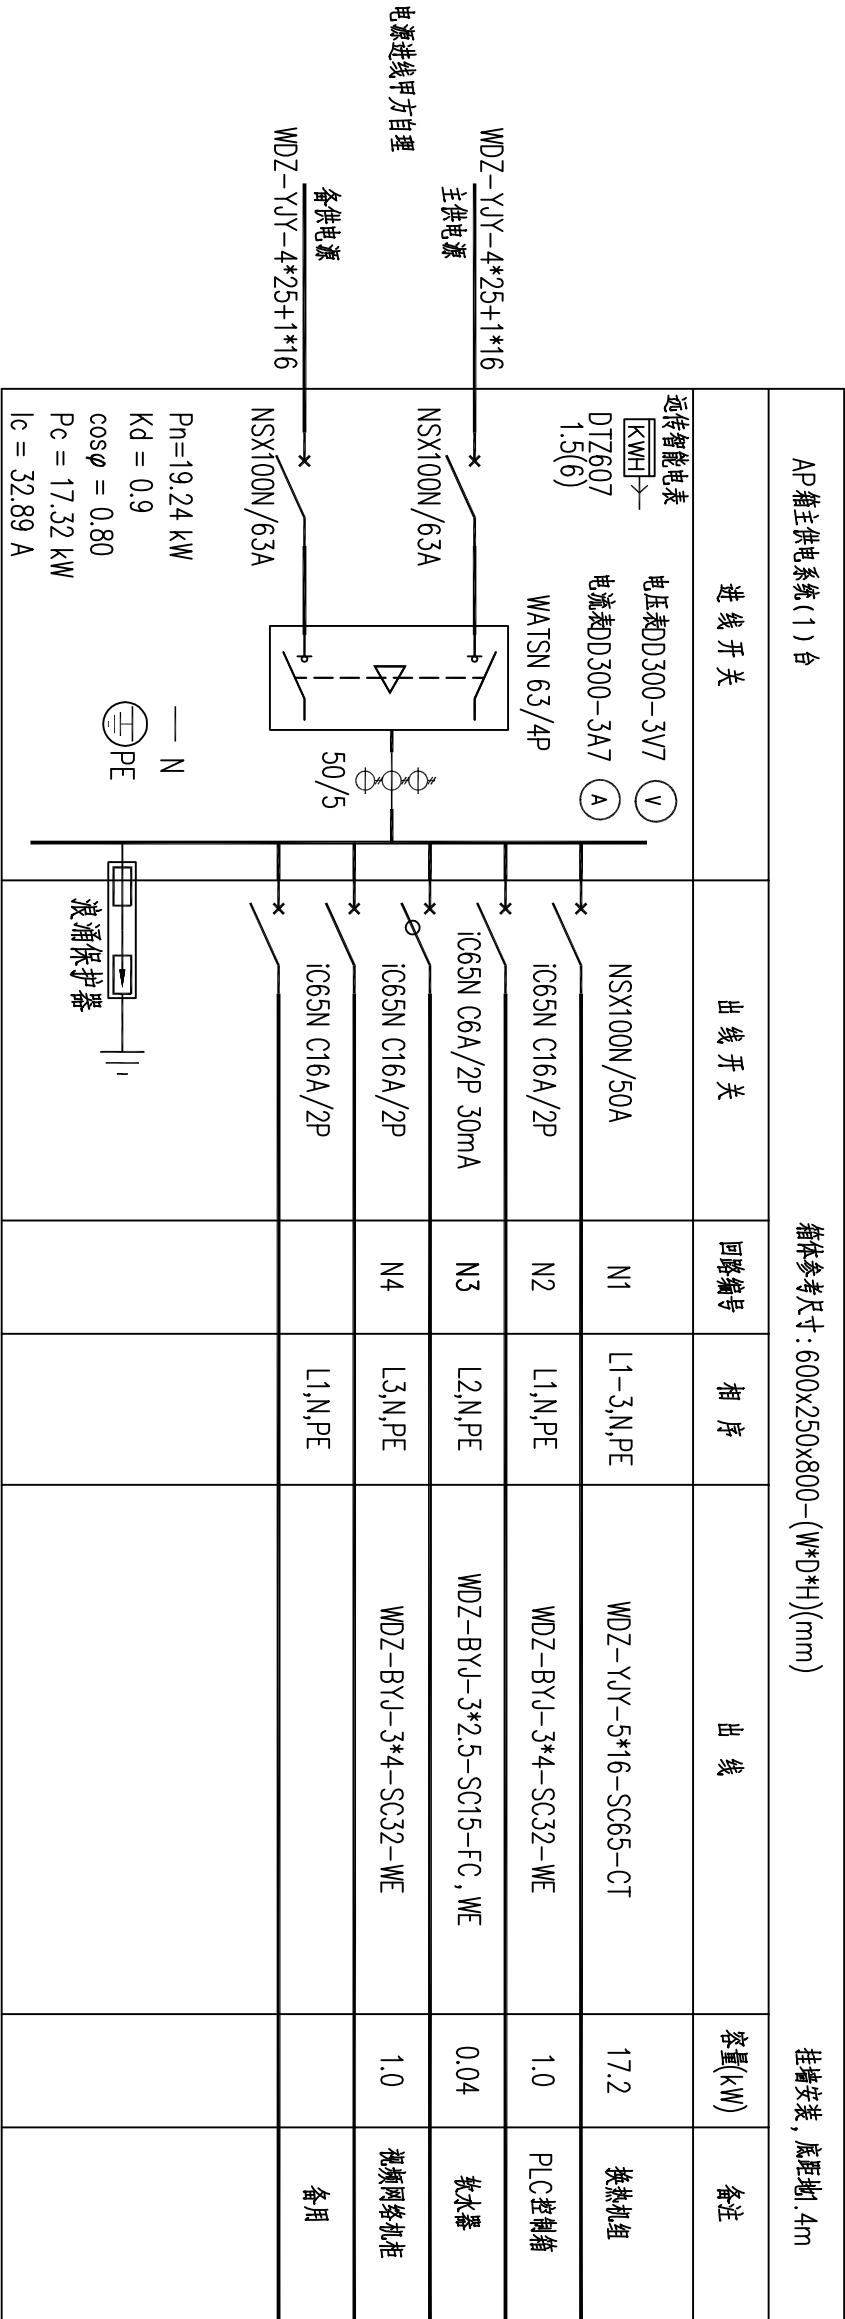 AP箱主供电系统(1)台
箱体参考尺寸:600x250x800-(W*D*H)(mm)
挂墙安装,底距地1.4m
进 线 开 关
出 线 开 关
回路编号
相 序
出 线
容量(kW)
备注
电源进线甲方自理
WDZ-YJY-4*25+1*16
主供电源
备供电源
WDZ-YJY-4*25+1*16
远传智能电表
KWH
DTZ607
1.5(6)
电压表DD300-3V7
V
电流表DD300-3A7
A
NSX100N/63A
WATSN 63/4P
NSX100N/63A
50/5
Pn=19.24 kW
Kd = 0.9
cosφ = 0.80
Pc = 17.32 kW
Ic = 32.89 A
N
PE
浪涌保护器
NSX100N/50A
N1
L1-3,N,PE
WDZ-YJY-5*16-SC65-CT
17.2
换热机组
iC65N C16A/2P
N2
L1,N,PE
WDZ-BYJ-3*4-SC32-WE
1.0
PLC控制箱
iC65N C6A/2P 30mA
N3
L2,N,PE
WDZ-BYJ-3*2.5-SC15-FC,WE
0.04
软水器
iC65N C16A/2P
N4
L3,N,PE
WDZ-BYJ-3*4-SC32-WE
1.0
视频网络机柜
iC65N C16A/2P
L1,N,PE
备用